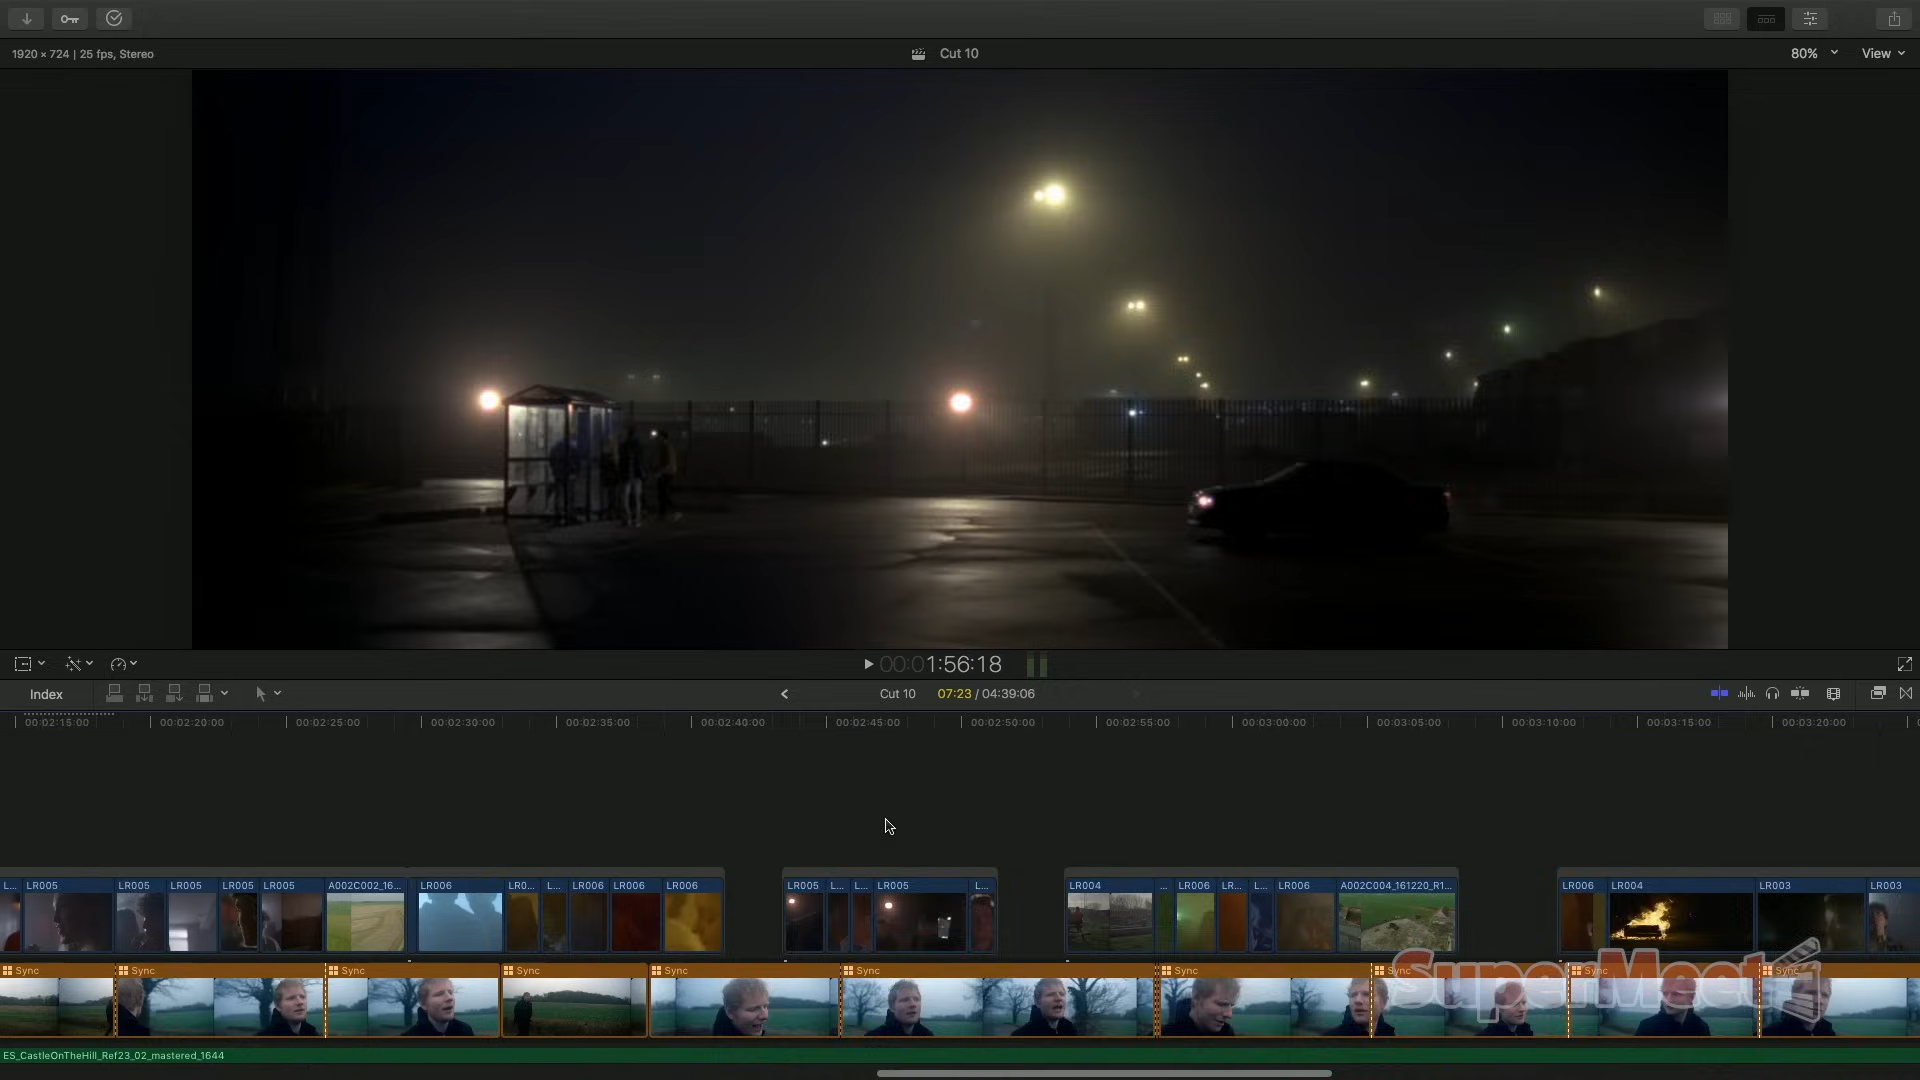 1920 × 724 | 25 fps, Stereo
Cut 10
80%
View
00:01:56:18
Index
Cut 10
07:23 / 04:39:06
00:02:15:00
00:02:20:00
00:02:25:00
00:02:30:00
00:02:35:00
00:02:40:00
00:02:45:00
00:02:50:00
00:02:55:00
00:03:00:00
00:03:05:00
00:03:10:00
00:03:15:00
00:03:20:00
L...
LR005
LR005
LR005
LR005
LR005
A002C002_16...
LR006
LR0...
L...
LR006
LR006
LR006
LR005
L...
L...
LR005
L...
LR004
...
LR006
LR...
L...
LR006
A002C004_161220_R1...
LR006
LR004
LR003
LR003
Sync
Sync
Sync
Sync
Sync
Sync
Sync
Sync
Sync
Sync
SuperMeet
ES_CastleOnTheHill_Ref23_02_mastered_1644